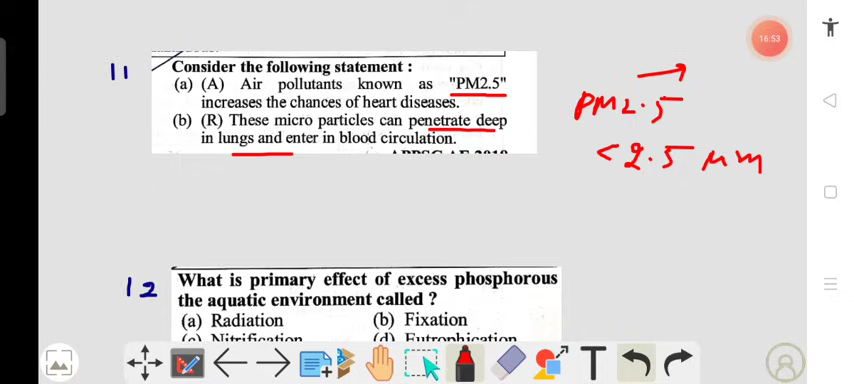 16:53
11
Consider the following statement :
(a) (A) Air pollutants known as "PM2.5"
increases the chances of heart diseases.
(b) (R) These micro particles can penetrate deep
in lungs and enter in blood circulation.
PM2.5
<2.5 μm
12
What is primary effect of excess phosphorous
the aquatic environment called ?
(a) Radiation
(b) Fixation
(c) Nitrification
(d) Eutrophication
T